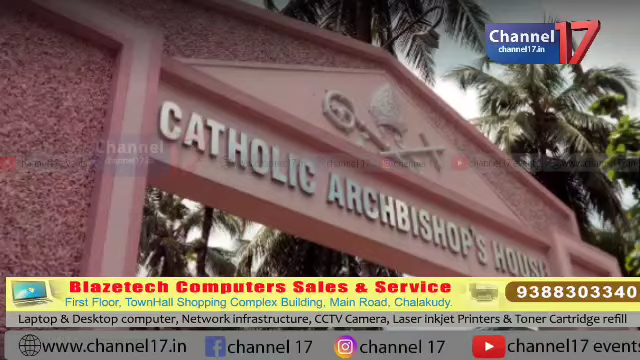 Channel 17
channel17.in
CATHOLIC ARCHBISHOP'S HOUSE
Blazetech Computers Sales & Service
First Floor, TownHall Shopping Complex Building, Main Road, Chalakudy.
9388303340
Laptop & Desktop computer, Network infrastructure, CCTV Camera, Laser inkjet Printers & Toner Cartridge refill
www.channel17.in channel 17 channel 17 channel17 event